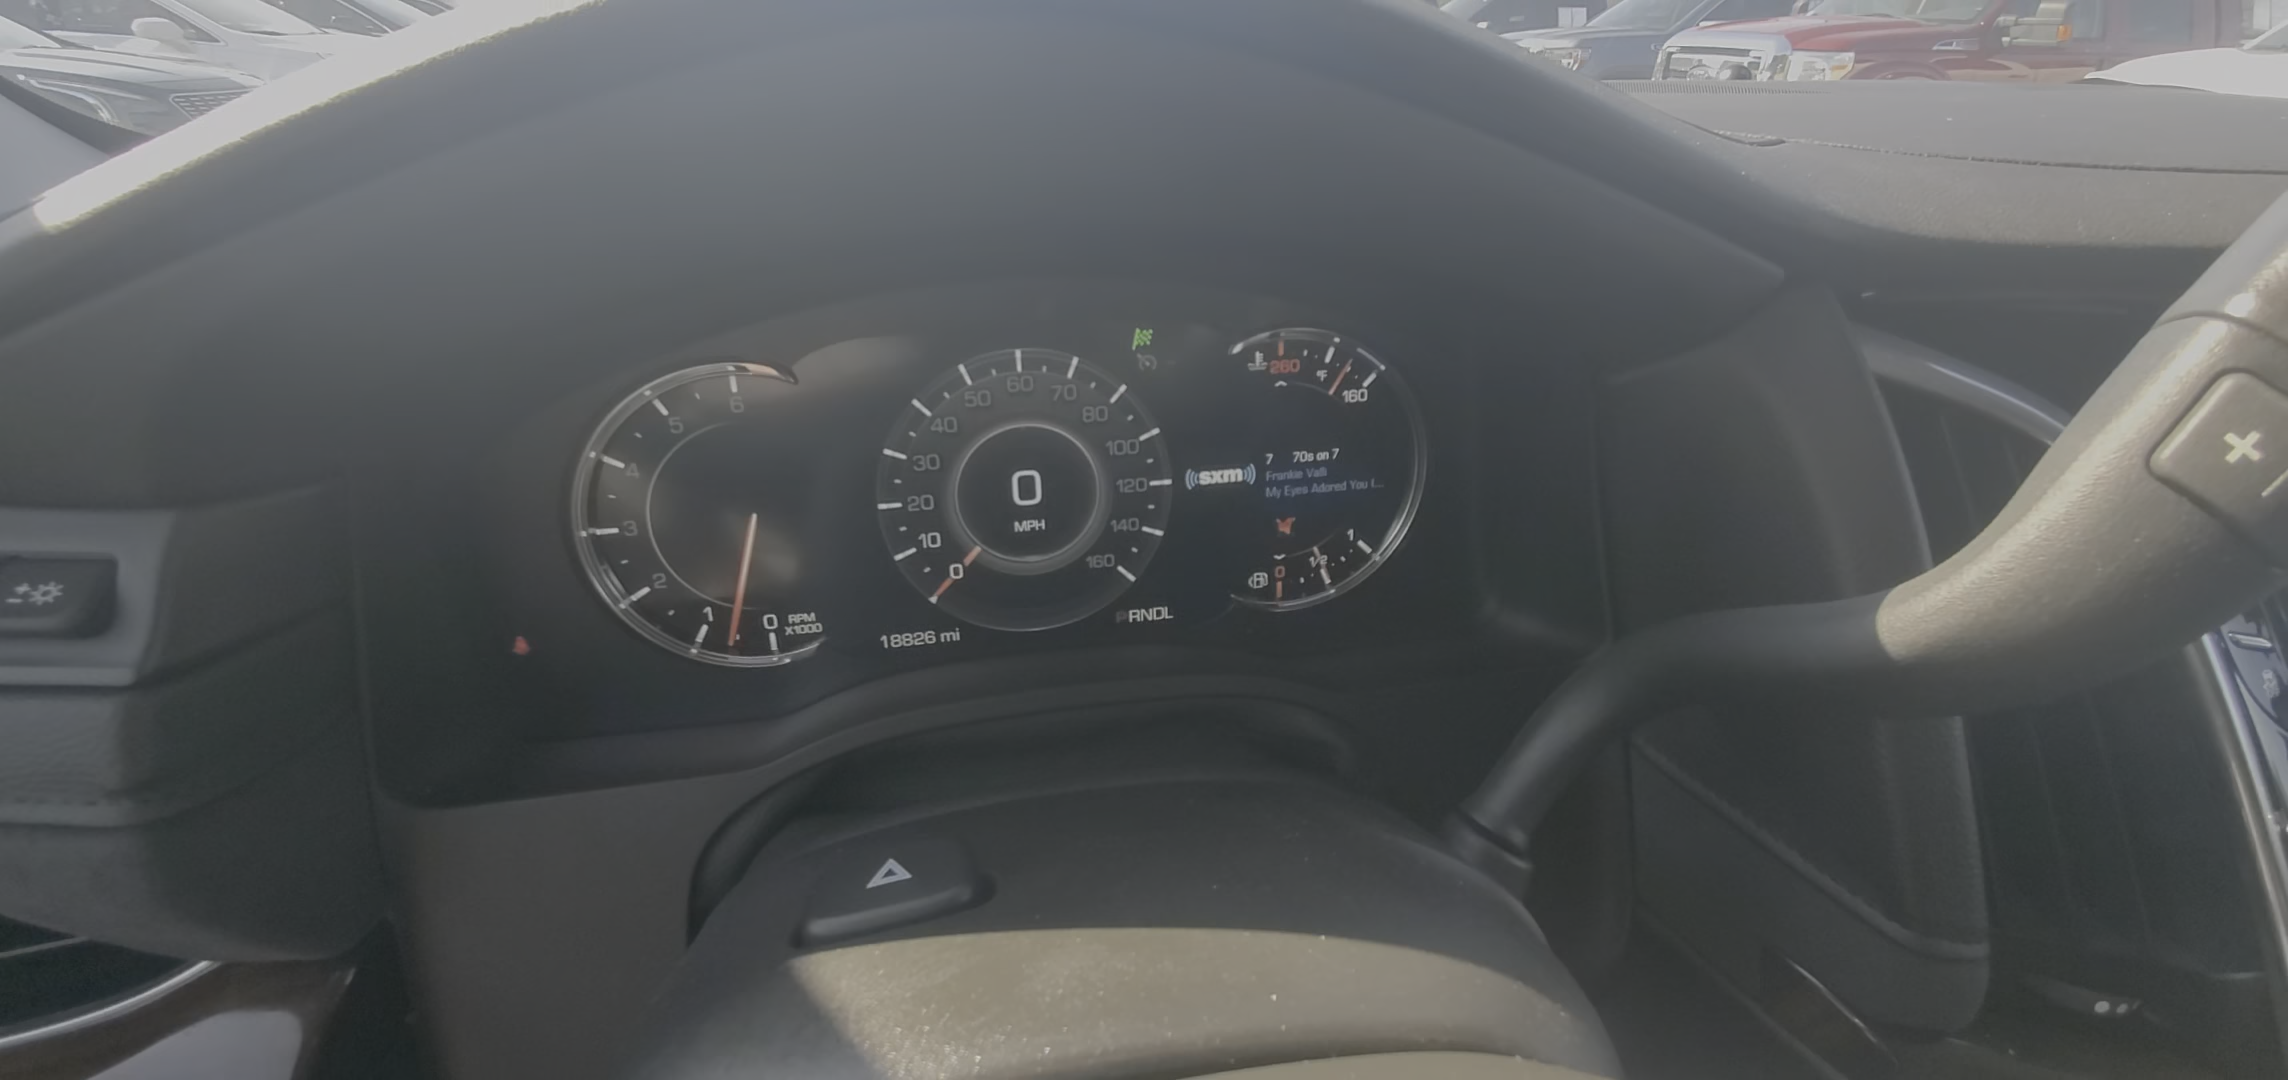 6
5
4
3
2
1
0
RPM
X1000
60
50
70
40
80
30
100
20
120
10
140
0
160
0
MPH
260
°F
160
7 70s on 7
((sxm))
Frankie Valli
My Eyes Adored You (...
1
1/2
0
PRNDL
18826 mi
+